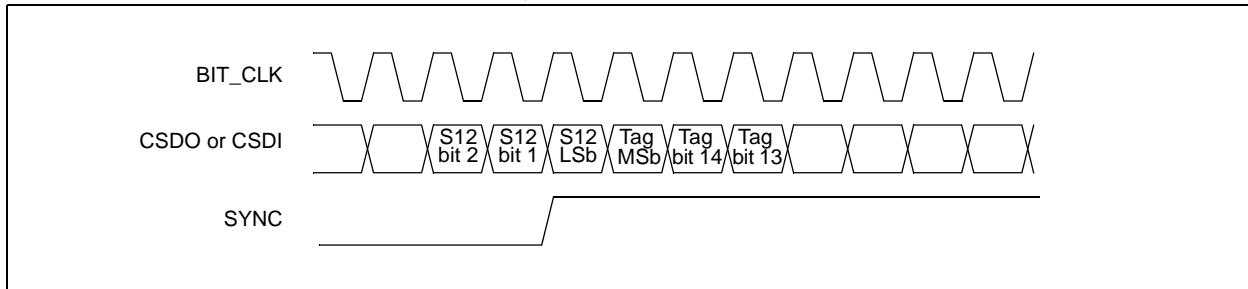 BIT_CLK
CSDO or CSDI
S12 bit 2
S12 bit 1
S12 LSb
Tag MSb
Tag bit 14
Tag bit 13
SYNC